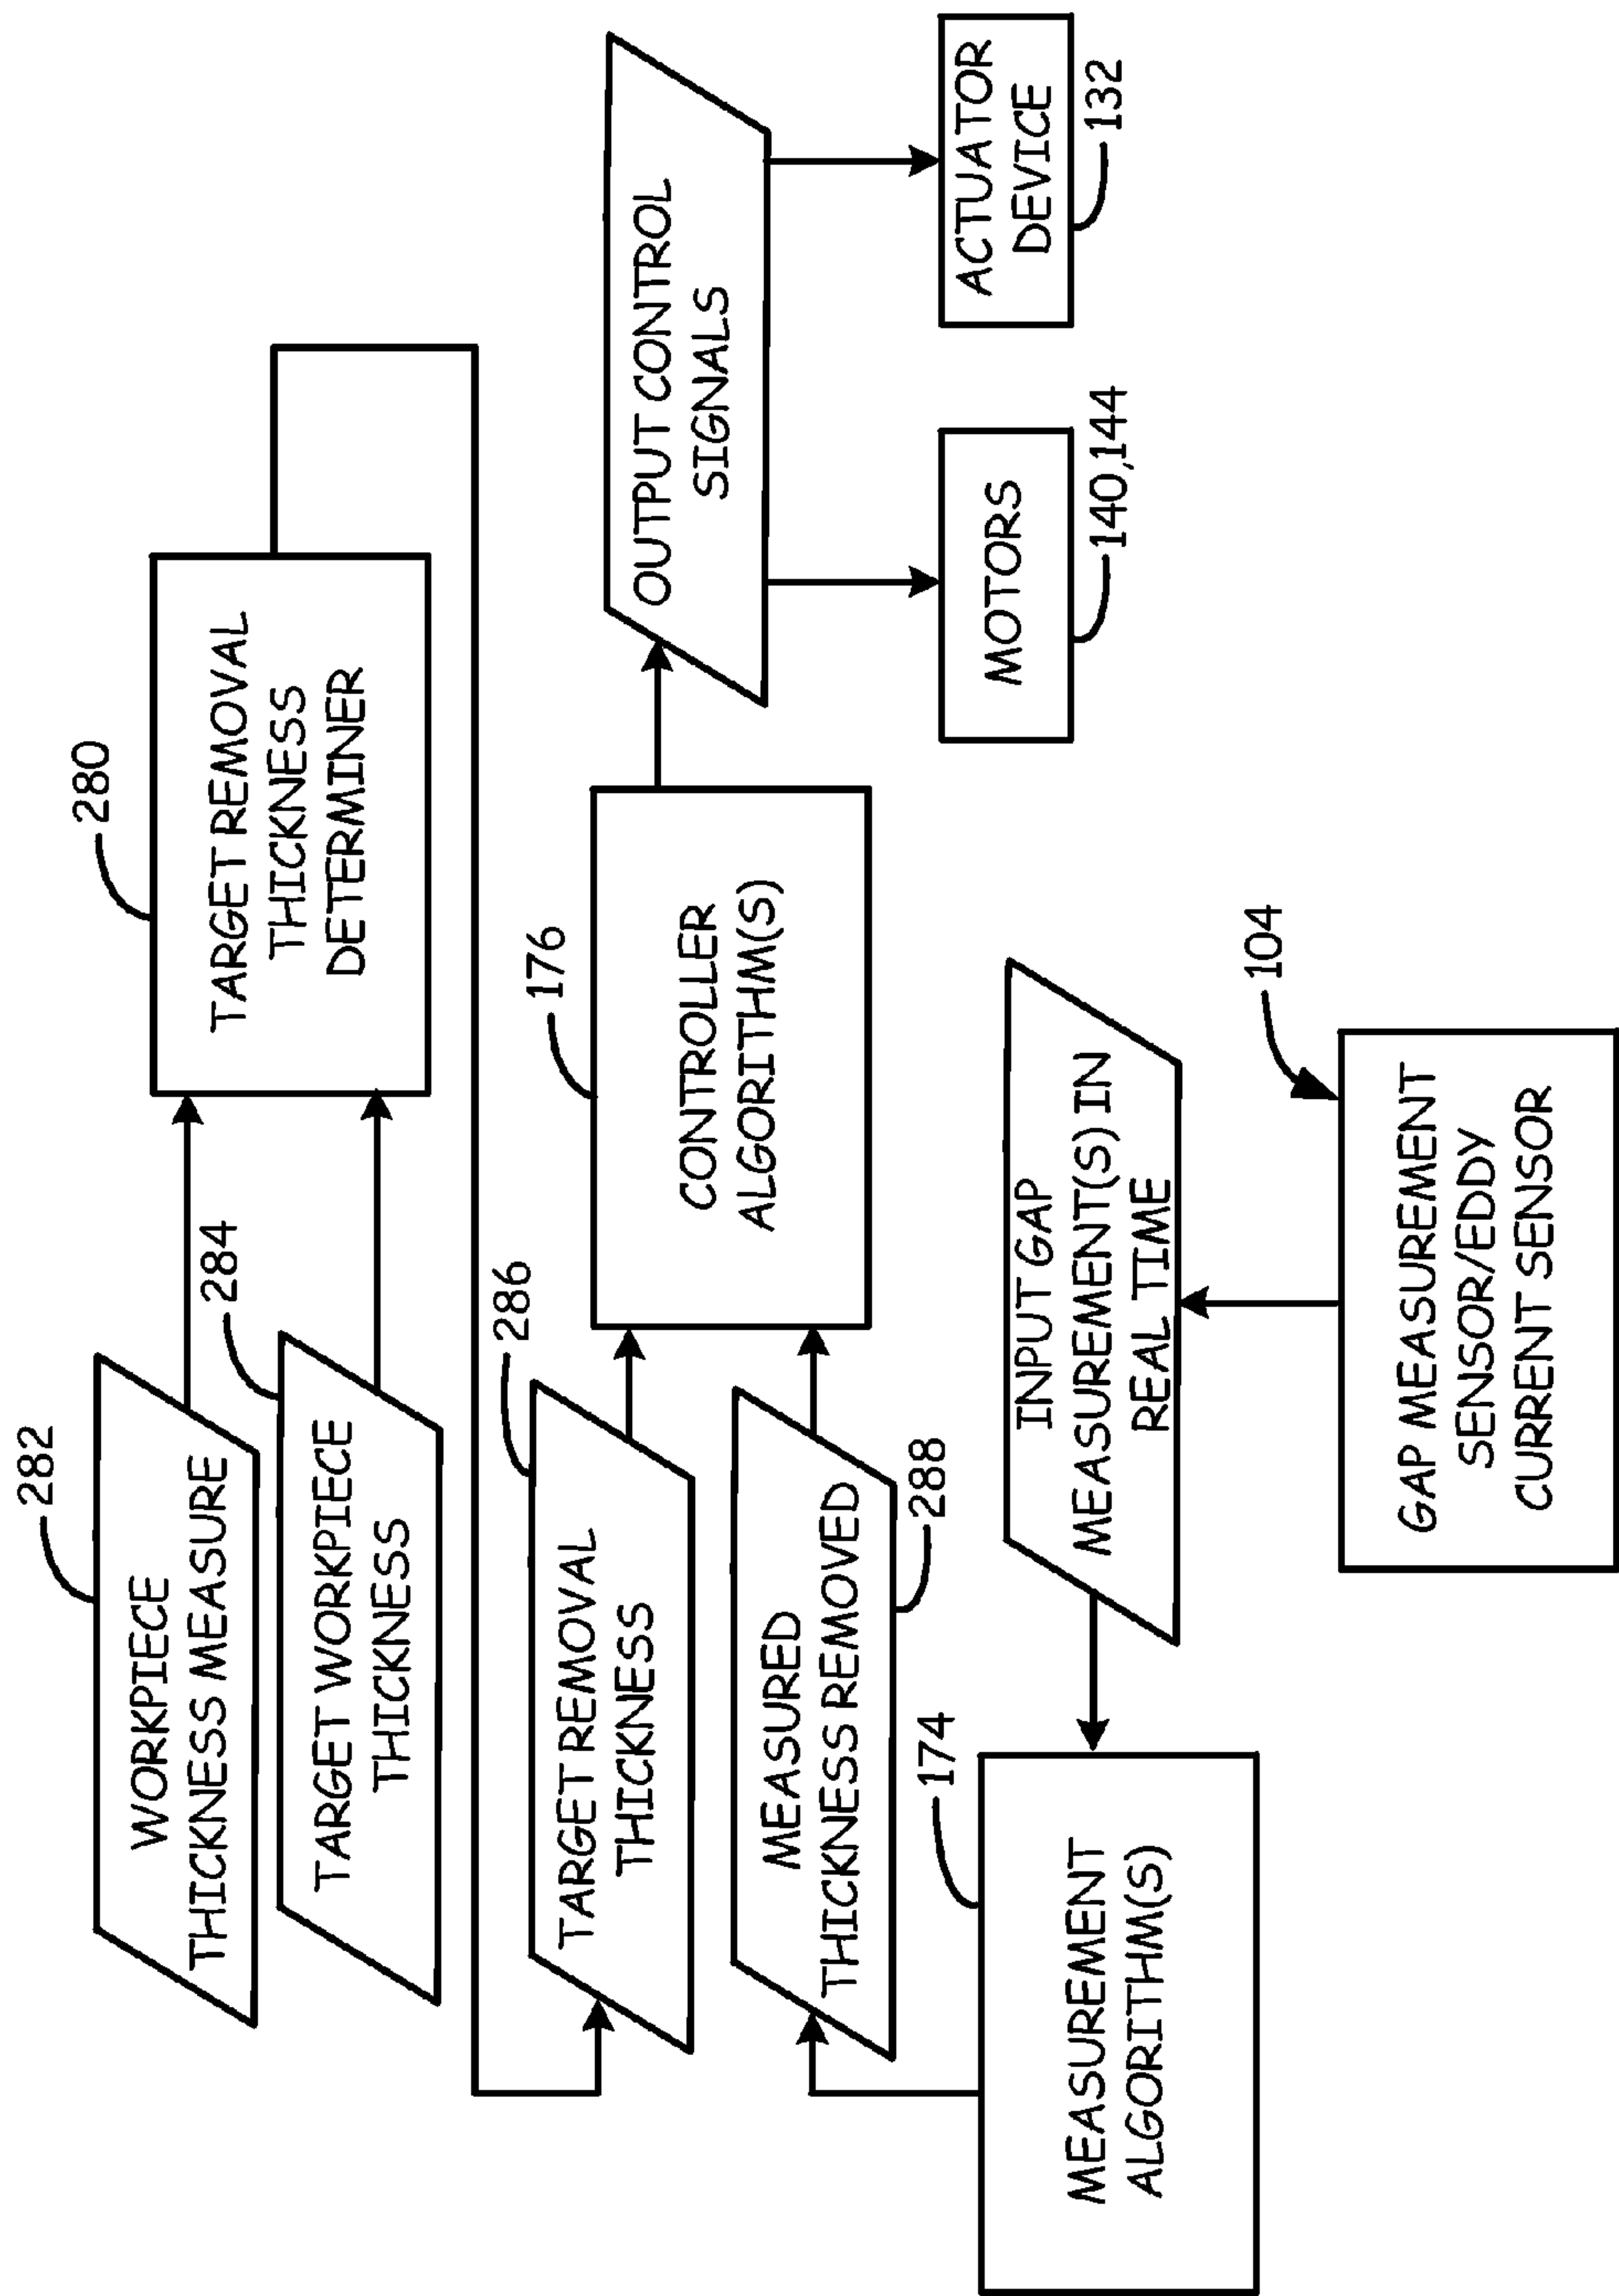 282
WORKPIECE
THICKNESS MEASURE
284
TARGET WORKPIECE
THICKNESS
280
TARGET REMOVAL
THICKNESS
DETERMINER
286
TARGET REMOVAL
THICKNESS
MEASURED
THICKNESS REMOVED
288
176
CONTROLLER
ALGORITHM(S)
OUTPUT CONTROL
SIGNALS
MOTORS
140,144
ACTUATOR
DEVICE
132
174
MEASUREMENT
ALGORITHM(S)
INPUT GAP
MEASUREMENT(S) IN
REAL TIME
104
GAP MEASUREMENT
SENSOR/EDDY
CURRENT SENSOR